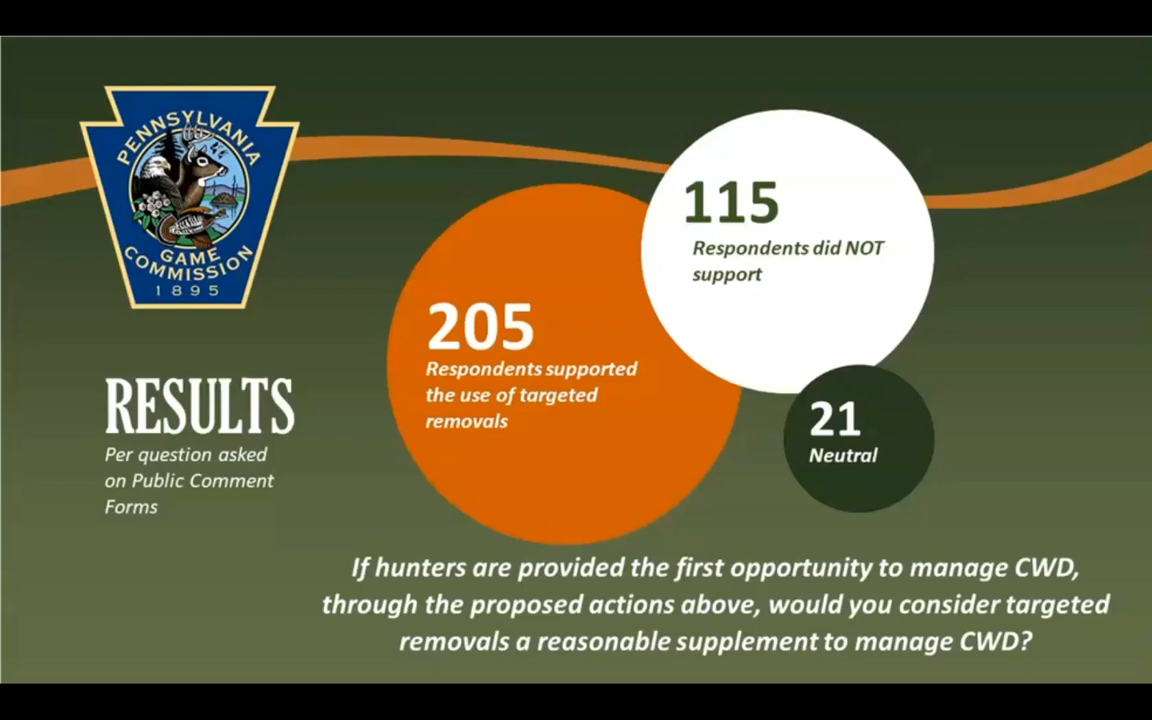 PENNSYLVANIA
GAME
COMMISSION
1895
RESULTS
Per question asked
on Public Comment
Forms
205
Respondents supported
the use of targeted
removals
115
Respondents did NOT
support
21
Neutral
If hunters are provided the first opportunity to manage CWD,
through the proposed actions above, would you consider targeted
removals a reasonable supplement to manage CWD?